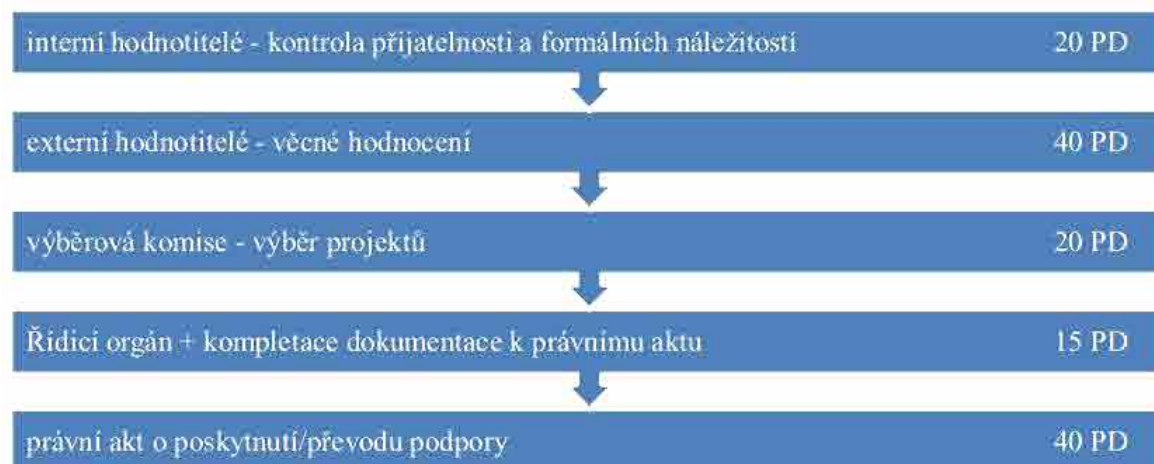 interní hodnotitelé - kontrola přijatelnosti a formálních náležitostí 20 PD
externí hodnotitelé - věcné hodnocení 40 PD
výběrová komise - výběr projektů 20 PD
Řídicí orgán + kompletace dokumentace k právnímu aktu 15 PD
právní akt o poskytnutí/převodu podpory 40 PD